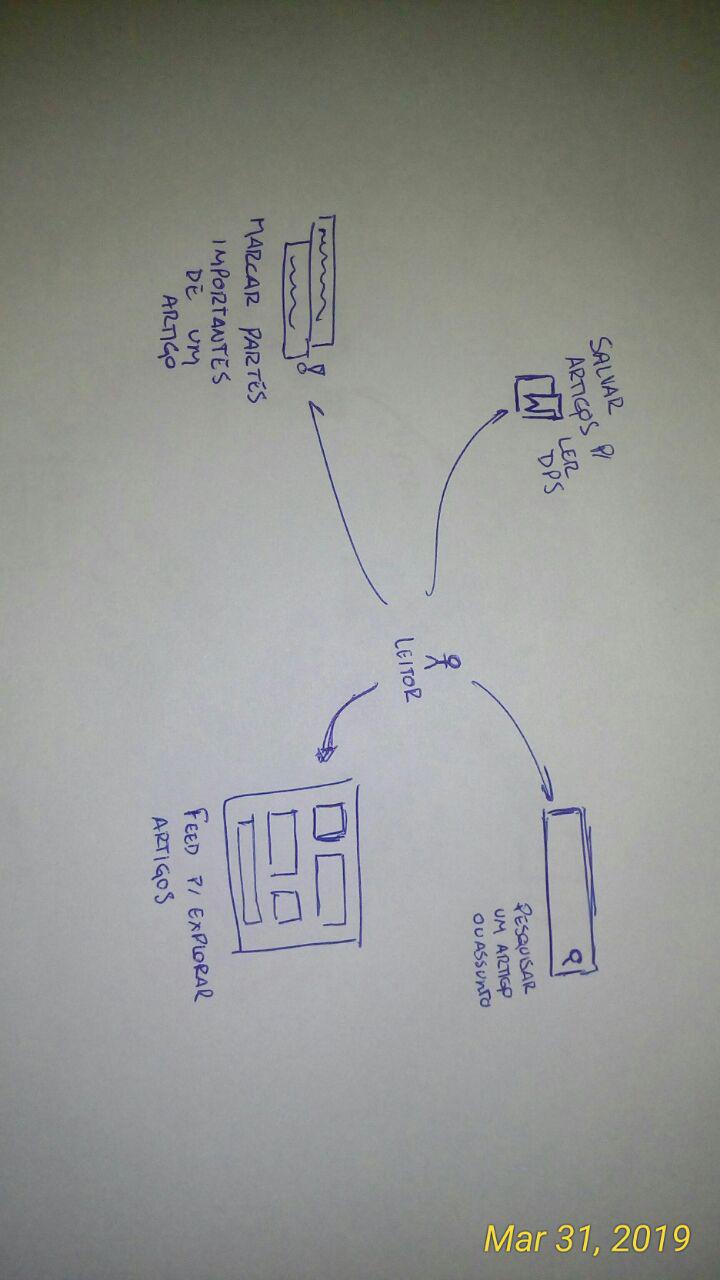 SALVAR
ARTIGOS P/
LER
DPS
PESQUISAR
UM ARTIGO
OU ASSUNTO
LEITOR
MARCAR PARTES
IMPORTANTES
DE UM
ARTIGO
FEED P/ EXPLORAR
ARTIGOS
Mar 31, 2019